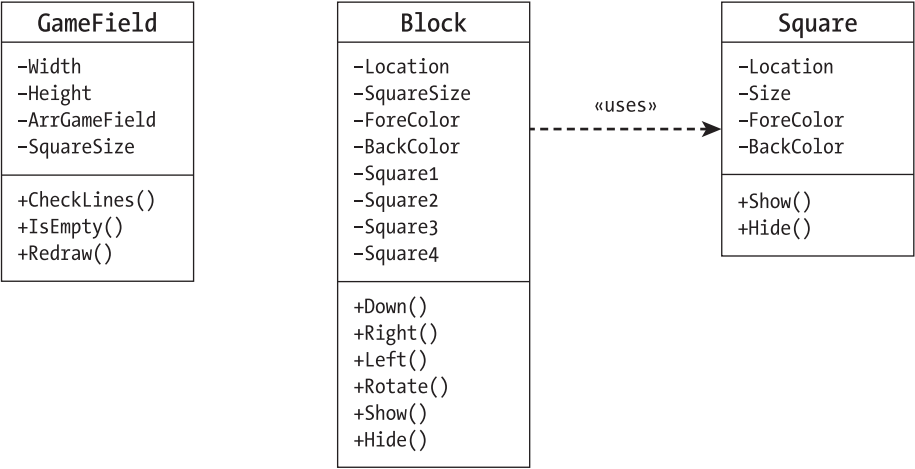 GameField
–Width
–Height
–ArrGameField
–SquareSize
+CheckLines()
+IsEmpty()
+Redraw()
Block
–Location
–SquareSize
–ForeColor
–BackColor
–Square1
–Square2
–Square3
–Square4
+Down()
+Right()
+Left()
+Rotate()
+Show()
+Hide()
«uses»
Square
–Location
–Size
–ForeColor
–BackColor
+Show()
+Hide()